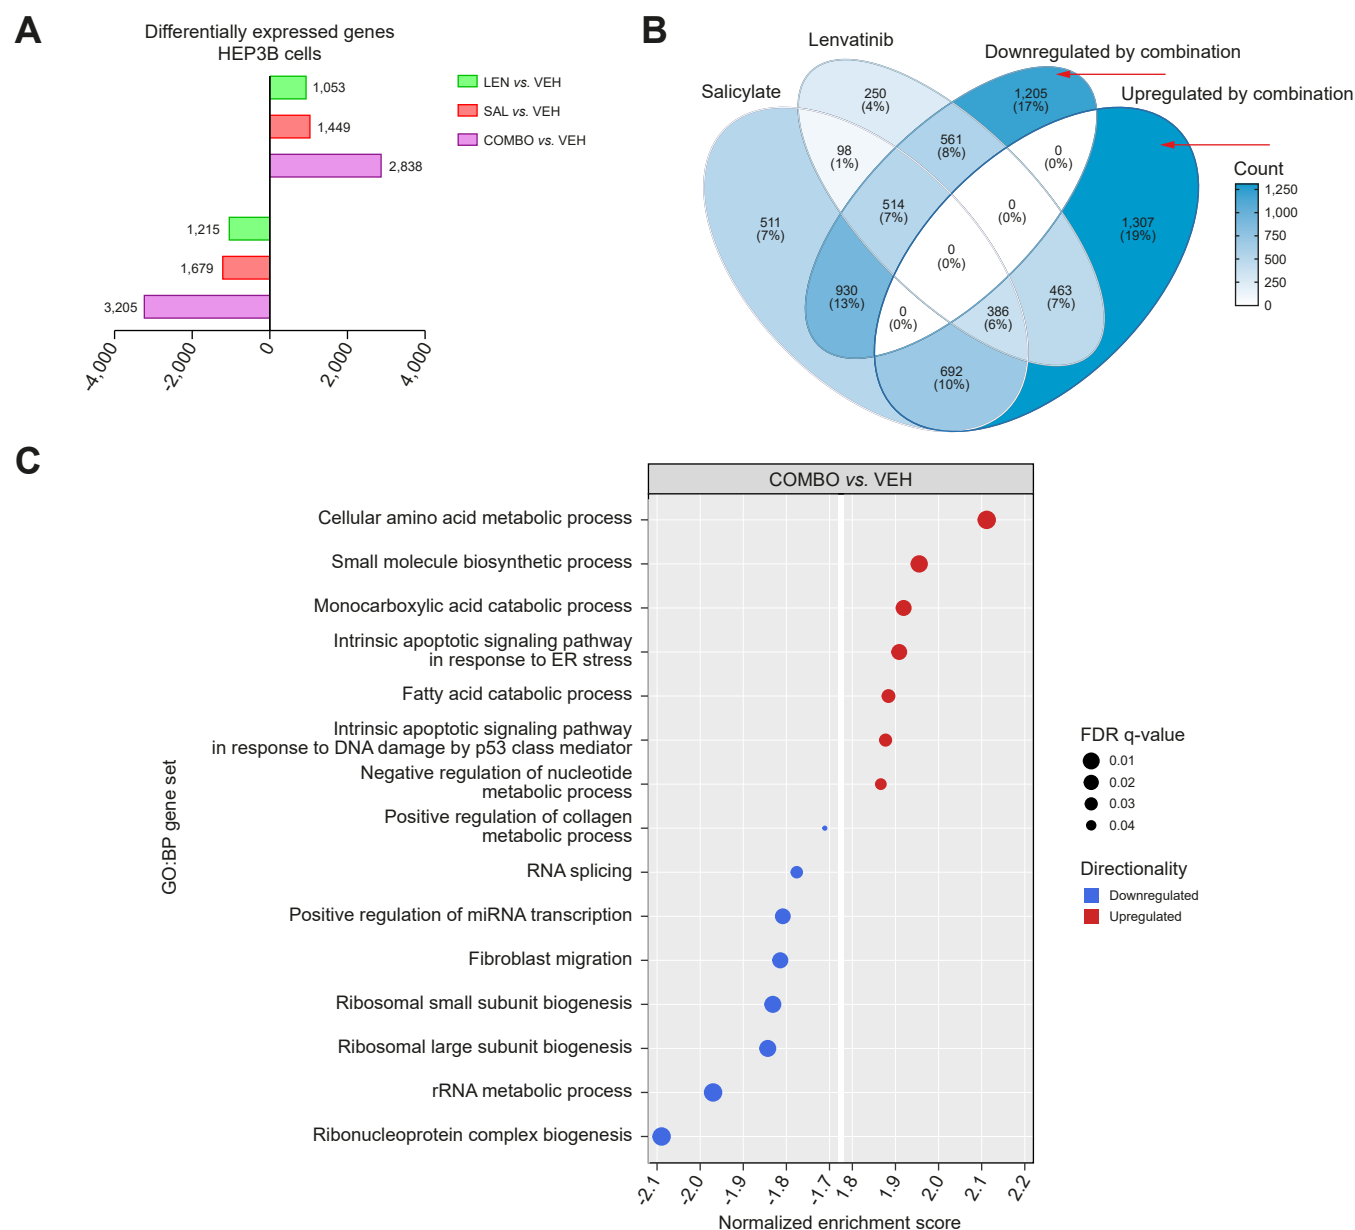 A
Differentially expressed genes
HEP3B cells
1,053
1,449
2,838
1,215
1,679
3,205
-4,000
-2,000
0
2,000
4,000
LEN vs. VEH
SAL vs. VEH
COMBO vs. VEH
B
Lenvatinib
Downregulated by combination
Salicylate
Upregulated by combination
250
(4%)
1,205
(17%)
98
(1%)
561
(8%)
0
(0%)
511
(7%)
514
(7%)
0
(0%)
1,307
(19%)
0
(0%)
930
(13%)
0
(0%)
386
(6%)
463
(7%)
692
(10%)
Count
1,250
1,000
750
500
250
0
C
COMBO vs. VEH
GO:BP gene set
Cellular amino acid metabolic process
Small molecule biosynthetic process
Monocarboxylic acid catabolic process
Intrinsic apoptotic signaling pathway
in response to ER stress
Fatty acid catabolic process
Intrinsic apoptotic signaling pathway
in response to DNA damage by p53 class mediator
Negative regulation of nucleotide
metabolic process
Positive regulation of collagen
metabolic process
RNA splicing
Positive regulation of miRNA transcription
Fibroblast migration
Ribosomal small subunit biogenesis
Ribosomal large subunit biogenesis
rRNA metabolic process
Ribonucleoprotein complex biogenesis
-2.1
-2.0
-1.9
-1.8
-1.7
1.8
1.9
2.0
2.1
2.2
Normalized enrichment score
FDR q-value
0.01
0.02
0.03
0.04
Directionality
Downregulated
Upregulated